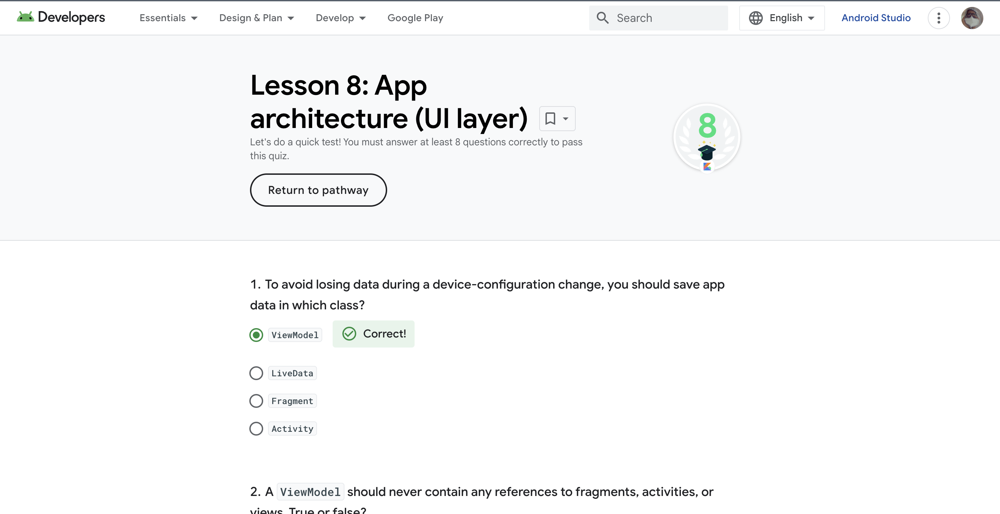 Developers Essentials Design & Plan Develop Google Play Search English Android Studio
Lesson 8: App
architecture (UI layer)
Let's do a quick test! You must answer at least 8 questions correctly to pass
this quiz.
8
Return to pathway
1. To avoid losing data during a device-configuration change, you should save app
data in which class?
ViewModel Correct!
LiveData
Fragment
Activity
2. A ViewModel should never contain any references to fragments, activities, or
views. True or false?